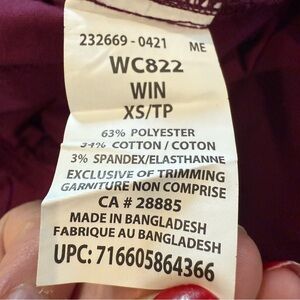 232669-0421 ME
WC822
WIN
XS/TP
63% POLYESTER
34% COTTON / COTON
3% SPANDEX/ELASTHANNE
EXCLUSIVE OF TRIMMING
GARNITURE NON COMPRISE
CA # 28885
MADE IN BANGLADESH
FABRIQUE AU BANGLADESH
UPC: 716605864366